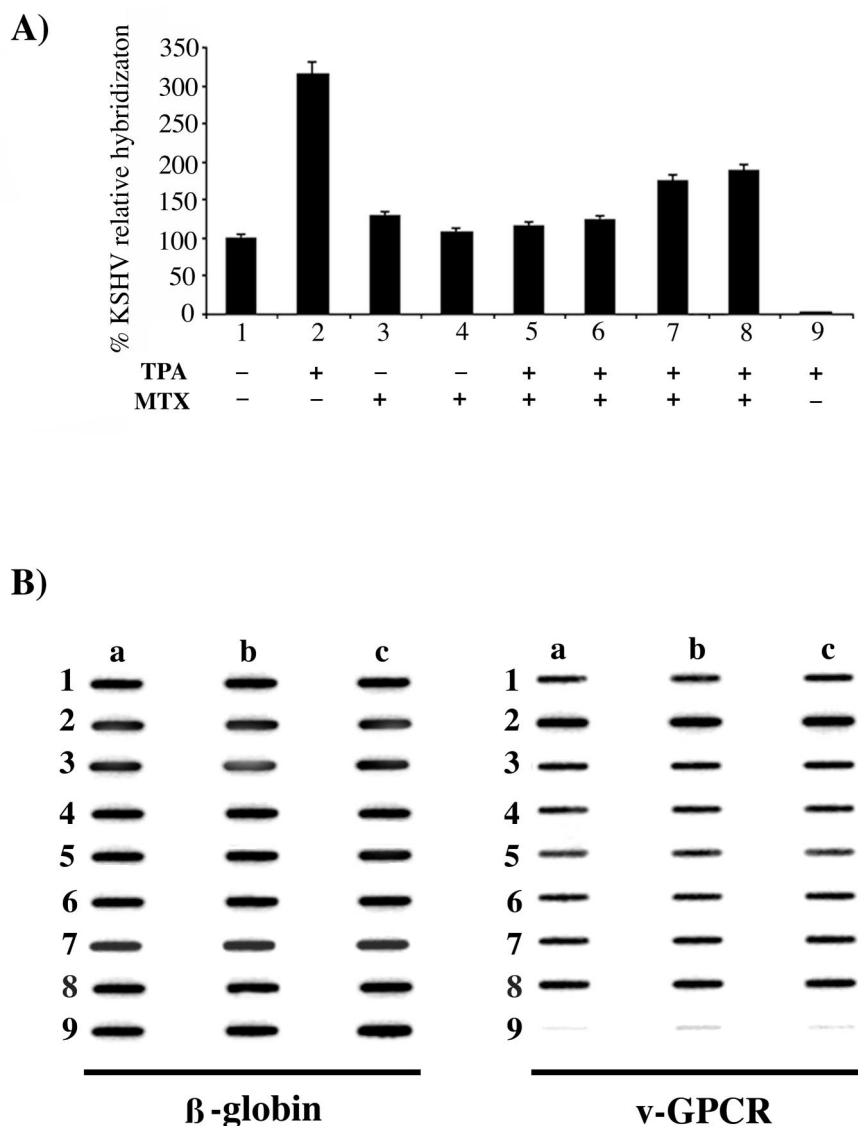 A)
% KSHV relative hybridizaton
350
300
250
200
150
100
50
0
1 2 3 4 5 6 7 8 9
TPA – + – – + + + + +
MTX – – + + + + + + –
B)
a b c
1
2
3
4
5
6
7
8
9
ß-globin
a b c
1
2
3
4
5
6
7
8
9
v-GPCR